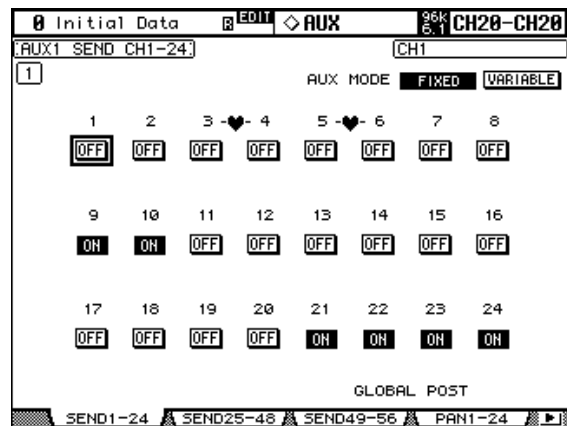 0 Initial Data EDIT AUX 96k 6.1 CH20-CH20
AUX1 SEND CH1-24 CH1
1 AUX MODE FIXED VARIABLE
1 2 3 - ♥ - 4 5 - ♥ - 6 7 8
OFF OFF OFF OFF OFF OFF OFF OFF
9 10 11 12 13 14 15 16
ON ON OFF OFF OFF OFF OFF OFF
17 18 19 20 21 22 23 24
OFF OFF OFF OFF ON ON ON ON
GLOBAL POST
SEND1-24 SEND25-48 SEND49-56 PAN1-24